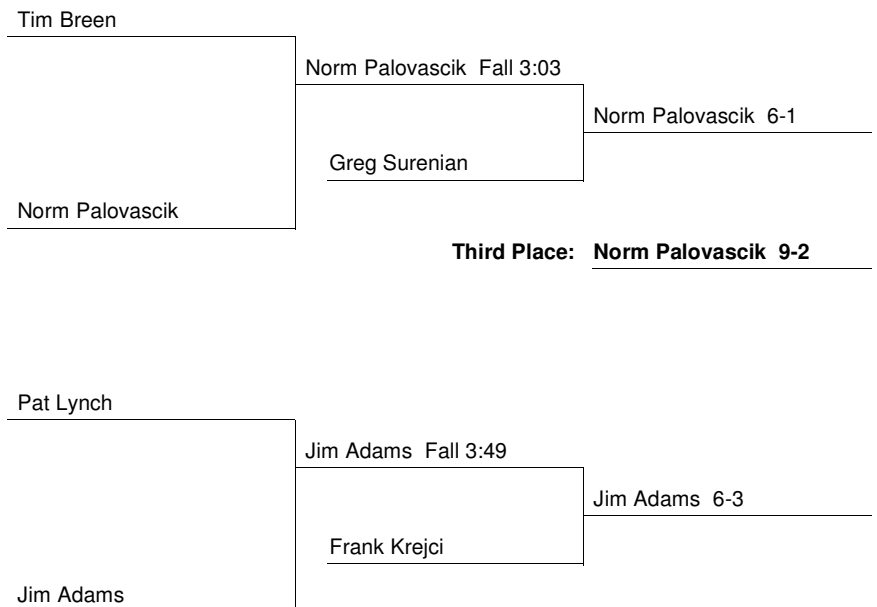 Tim Breen
Norm Palovascik Fall 3:03
Norm Palovascik 6-1
Greg Surenian
Norm Palovascik
Third Place: Norm Palovascik 9-2
Pat Lynch
Jim Adams Fall 3:49
Jim Adams 6-3
Frank Krejci
Jim Adams